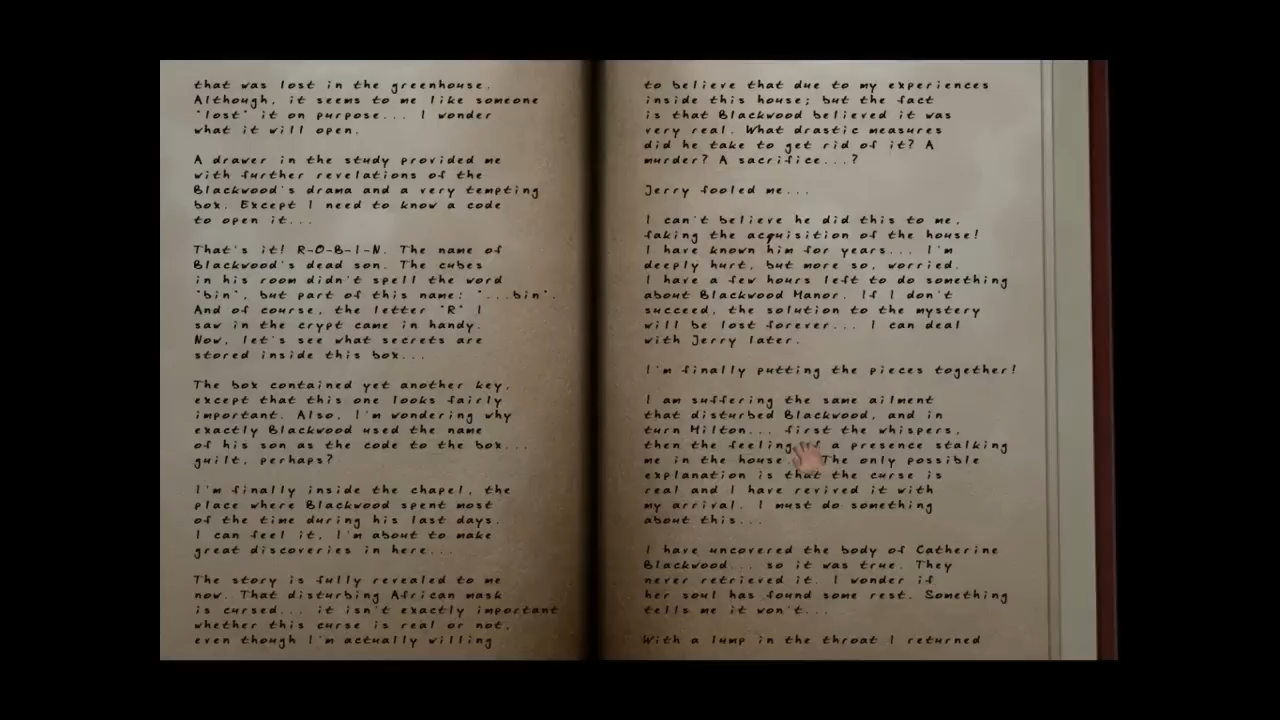 that was lost in the greenhouse.
Although, it seems to me like someone
"lost" it on purpose... I wonder
what it will open.
A drawer in the study provided me
with further revelations of the
Blackwood's drama and a very tempting
box. Except I need to know a code
to open it...
That's it! R-O-B-I-N. The name of
Blackwood's dead son. The cubes
in his room didn't spell the word
"bin", but part of this name: "...bin".
And of course, the letter "R" I
saw in the crypt came in handy.
Now, let's see what secrets are
stored inside this box...
The box contained yet another key,
except that this one looks fairly
important. Also, I'm wondering why
exactly Blackwood used the name
of his son as the code to the box...
guilt, perhaps?
I'm finally inside the chapel, the
place where Blackwood spent most
of the time during his last days.
I can feel it, I'm about to make
great discoveries in here...
The story is fully revealed to me
now. That disturbing African mask
is cursed... it isn't exactly important
whether this curse is real or not,
even though I'm actually willing
to believe that due to my experiences
inside this house; but the fact
is that Blackwood believed it was
very real. What drastic measures
did he take to get rid of it? A
murder? A sacrifice...?
Jerry fooled me...
I can't believe he did this to me,
faking the acquisition of the house!
I have known him for years... I'm
deeply hurt, but more so, worried.
I have a few hours left to do something
about Blackwood Manor. If I don't
succeed, the solution to the mystery
will be lost forever... I can deal
with Jerry later.
I'm finally putting the pieces together!
I am suffering the same ailment
that disturbed Blackwood, and in
turn Milton... first the whispers,
then the feeling of a presence stalking
me in the house The only possible
explanation is that the curse is
real and I have revived it with
my arrival. I must do something
about this...
I have uncovered the body of Catherine
Blackwood... so it was true. They
never retrieved it. I wonder if
her soul has found some rest. Something
tells me it won't...
With a lump in the throat I returned